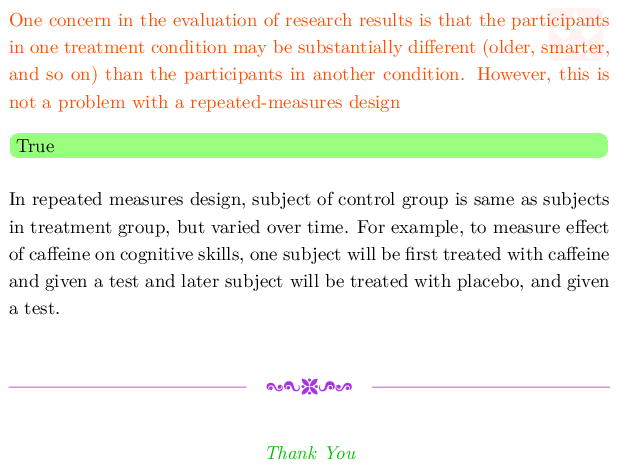 One concern in the evaluation of research results is that the participants
in one treatment condition may be substantially different (older, smarter,
and so on) than the participants in another condition. However, this is
not a problem with a repeated-measures design
True
In repeated measures design, subject of control group is same as subjects
in treatment group, but varied over time. For example, to measure effect
of caffeine on cognitive skills, one subject will be first treated with caffeine
and given a test and later subject will be treated with placebo, and given
a test.
Thank You